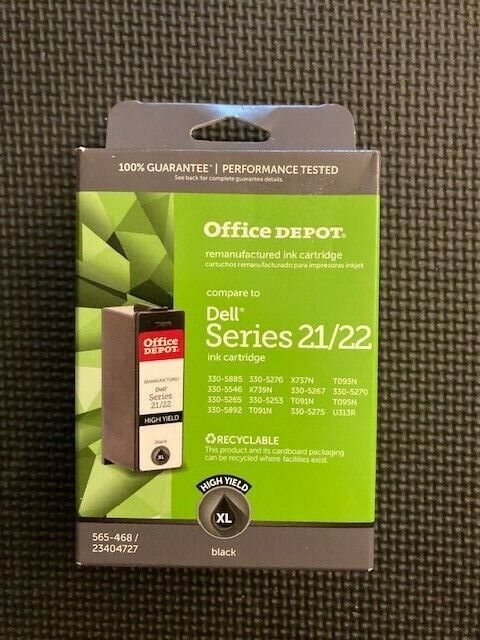 100% GUARANTEE* | PERFORMANCE TESTED
See back for complete guarantee details.
Office DEPOT®
remanufactured ink cartridge
cartuchos remanufacturado para impresoras inkjet
compare to
Dell®
Series 21/22
ink cartridge
330-5885 330-5276 X737N T093N
330-5546 X739N 330-5267 330-5270
330-5265 330-5253 T091N T095N
330-5892 T091N 330-5275 U313R
Office
DEPOT
REMANUFACTURED
Dell
Series
21/22
HIGH YIELD
black
XL
RECYCLABLE
This product and its cardboard packaging
can be recycled where facilities exist.
HIGH YIELD
XL
black
565-468 /
23404727